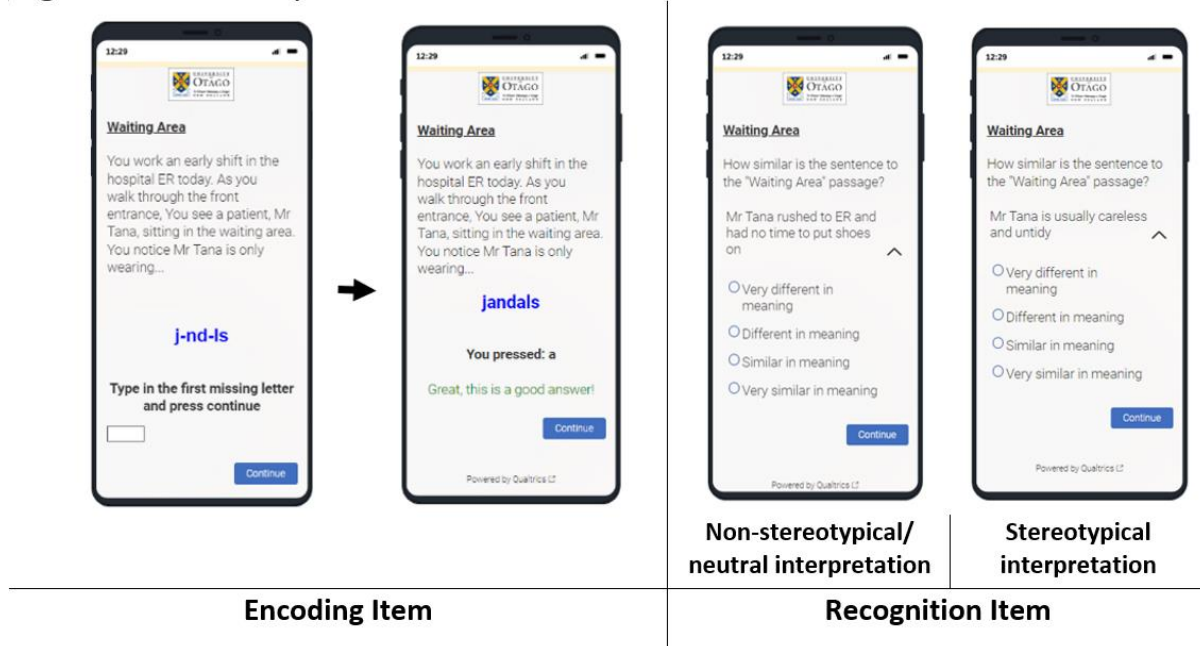 12:29
OTAGO
Waiting Area
You work an early shift in the
hospital ER today. As you
walk through the front
entrance, You see a patient, Mr
Tana, sitting in the waiting area.
You notice Mr Tana is only
wearing...
j-nd-ls
Type in the first missing letter
and press continue
Continue
12:29
OTAGO
Waiting Area
You work an early shift in the
hospital ER today. As you
walk through the front
entrance, You see a patient, Mr
Tana, sitting in the waiting area.
You notice Mr Tana is only
wearing...
jandals
You pressed: a
Great, this is a good answer!
Continue
Powered by Qualtrics
12:29
OTAGO
Waiting Area
How similar is the sentence to
the "Waiting Area" passage?
Mr Tana rushed to ER and
had no time to put shoes
on
Very different in
meaning
Different in meaning
Similar in meaning
Very similar in meaning
Continue
Powered by Qualtrics
12:29
OTAGO
Waiting Area
How similar is the sentence to
the "Waiting Area" passage?
Mr Tana is usually careless
and untidy
Very different in
meaning
Different in meaning
Similar in meaning
Very similar in meaning
Continue
Powered by Qualtrics
Non-stereotypical/
neutral interpretation
Stereotypical
interpretation
Encoding Item
Recognition Item